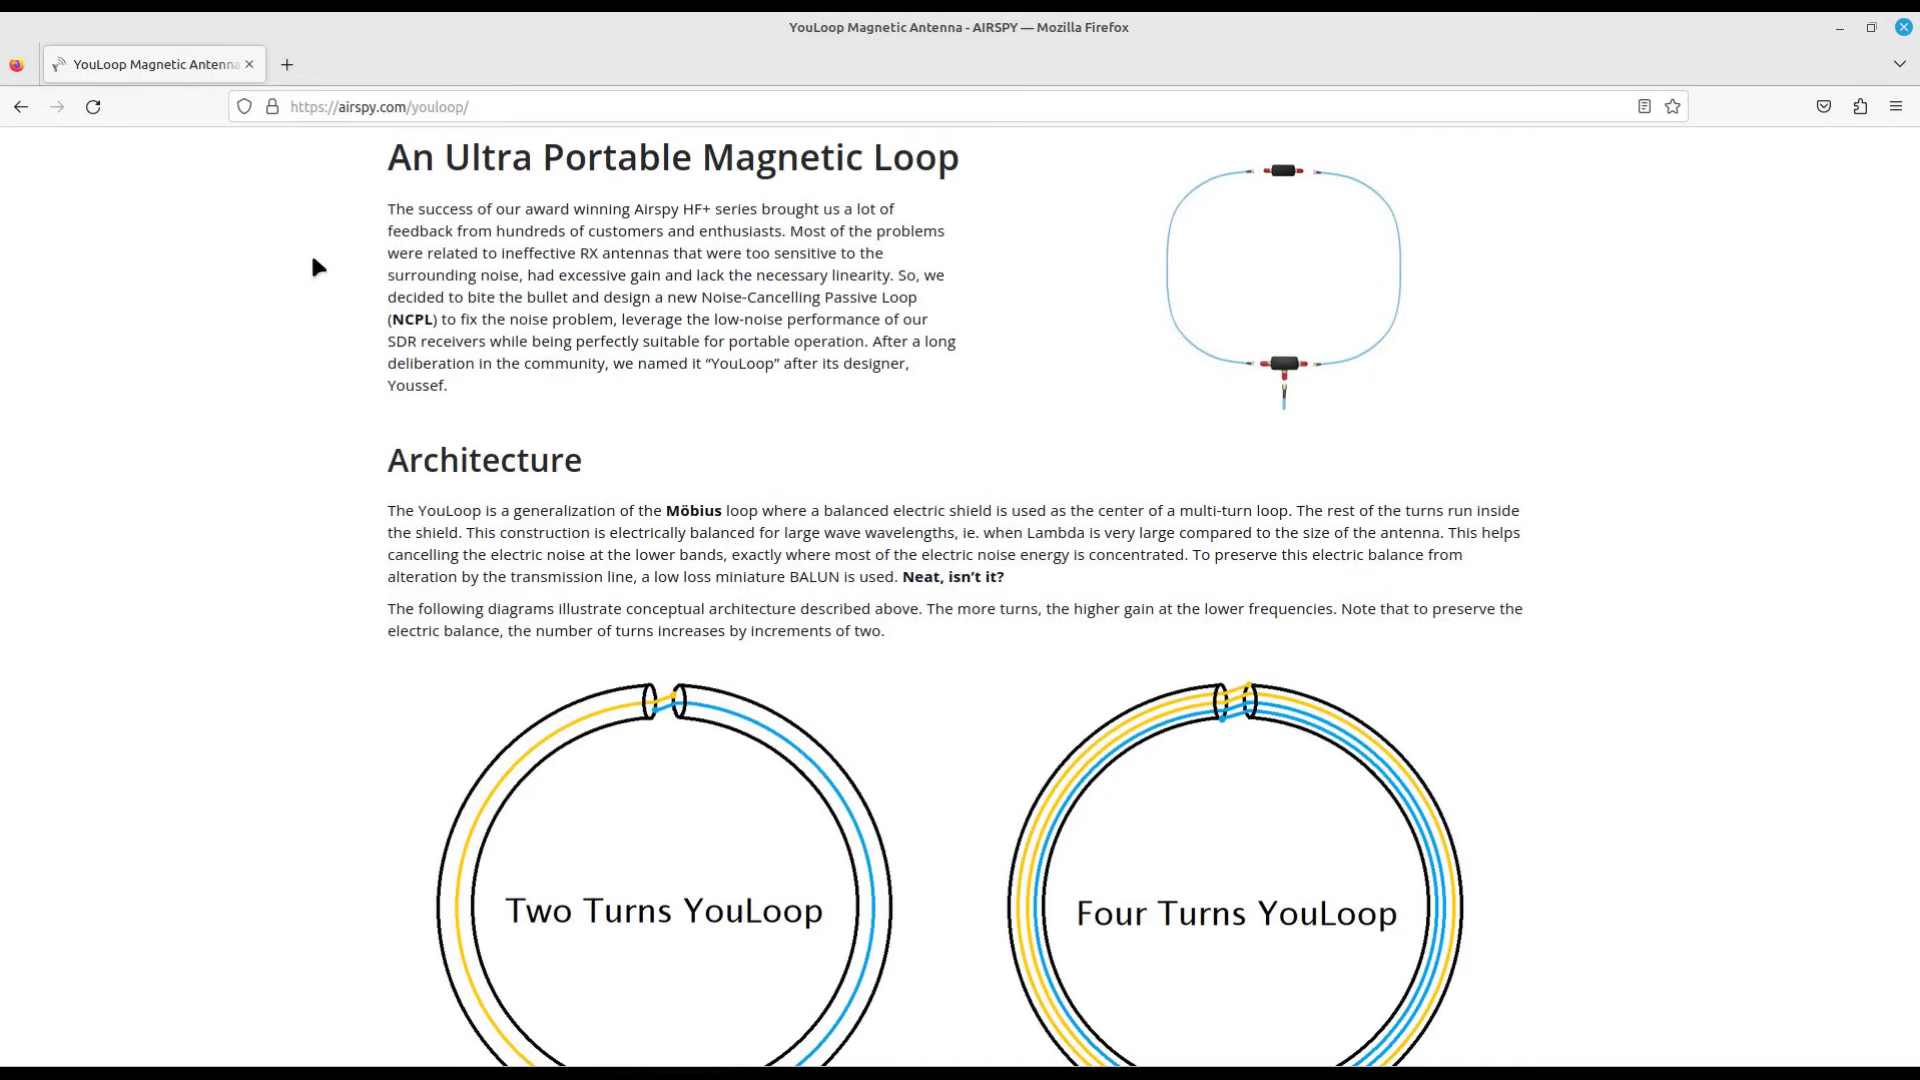 YouLoop Magnetic Antenna - AIRSPY — Mozilla Firefox
YouLoop Magnetic Antenna
https://airspy.com/youloop/
An Ultra Portable Magnetic Loop
The success of our award winning Airspy HF+ series brought us a lot of
feedback from hundreds of customers and enthusiasts. Most of the problems
were related to ineffective RX antennas that were too sensitive to the
surrounding noise, had excessive gain and lack the necessary linearity. So, we
decided to bite the bullet and design a new Noise-Cancelling Passive Loop
(NCPL) to fix the noise problem, leverage the low-noise performance of our
SDR receivers while being perfectly suitable for portable operation. After a long
deliberation in the community, we named it “YouLoop” after its designer,
Youssef.
Architecture
The YouLoop is a generalization of the Möbius loop where a balanced electric shield is used as the center of a multi-turn loop. The rest of the turns run inside
the shield. This construction is electrically balanced for large wave wavelengths, ie. when Lambda is very large compared to the size of the antenna. This helps
cancelling the electric noise at the lower bands, exactly where most of the electric noise energy is concentrated. To preserve this electric balance from
alteration by the transmission line, a low loss miniature BALUN is used. Neat, isn’t it?
The following diagrams illustrate conceptual architecture described above. The more turns, the higher gain at the lower frequencies. Note that to preserve the
electric balance, the number of turns increases by increments of two.
Two Turns YouLoop
Four Turns YouLoop